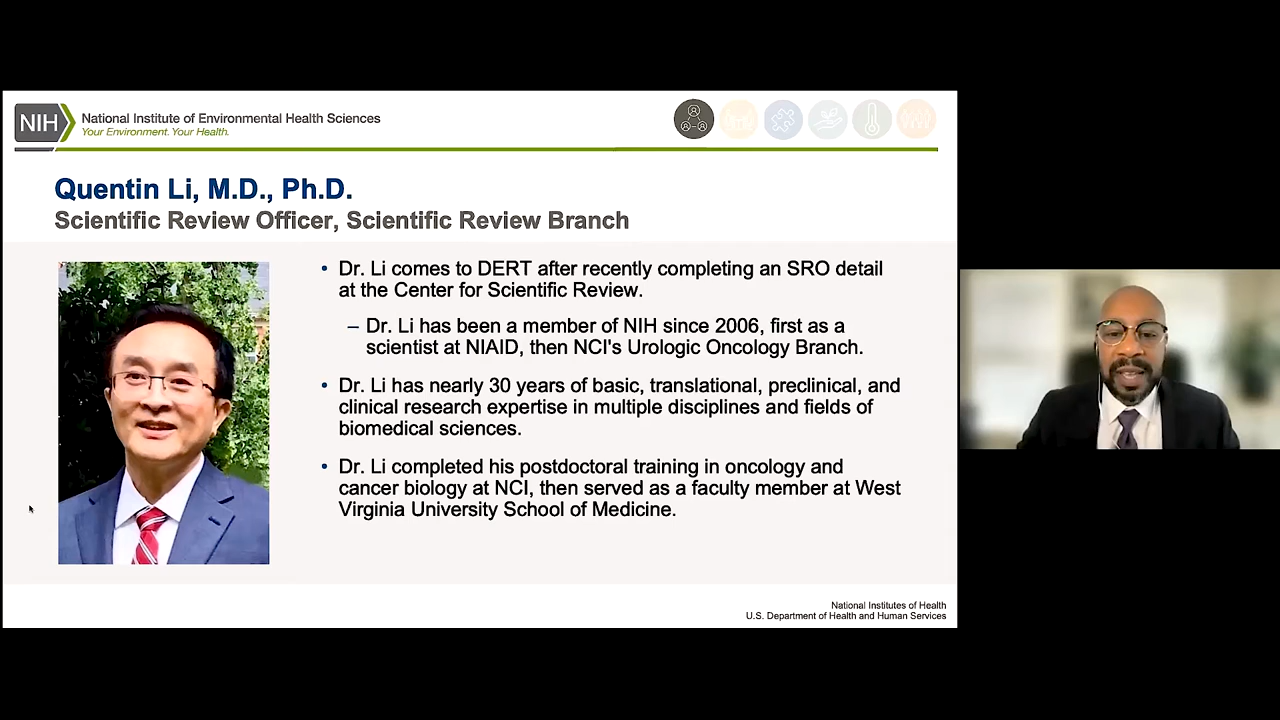 NIH
National Institute of Environmental Health Sciences
Your Environment. Your Health.
Quentin Li, M.D., Ph.D.
Scientific Review Officer, Scientific Review Branch
• Dr. Li comes to DERT after recently completing an SRO detail
at the Center for Scientific Review.
– Dr. Li has been a member of NIH since 2006, first as a
scientist at NIAID, then NCI's Urologic Oncology Branch.
• Dr. Li has nearly 30 years of basic, translational, preclinical, and
clinical research expertise in multiple disciplines and fields of
biomedical sciences.
• Dr. Li completed his postdoctoral training in oncology and
cancer biology at NCI, then served as a faculty member at West
Virginia University School of Medicine.
National Institutes of Health
U.S. Department of Health and Human Services